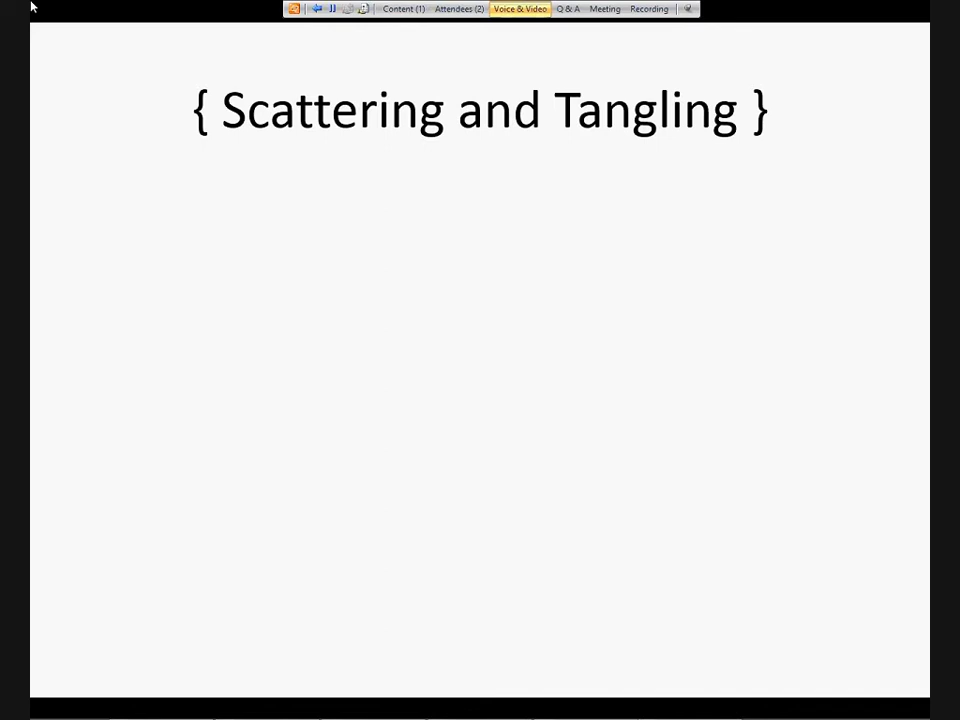 Content (1) Attendees (2) Voice & Video Q & A Meeting Recording
{ Scattering and Tangling }